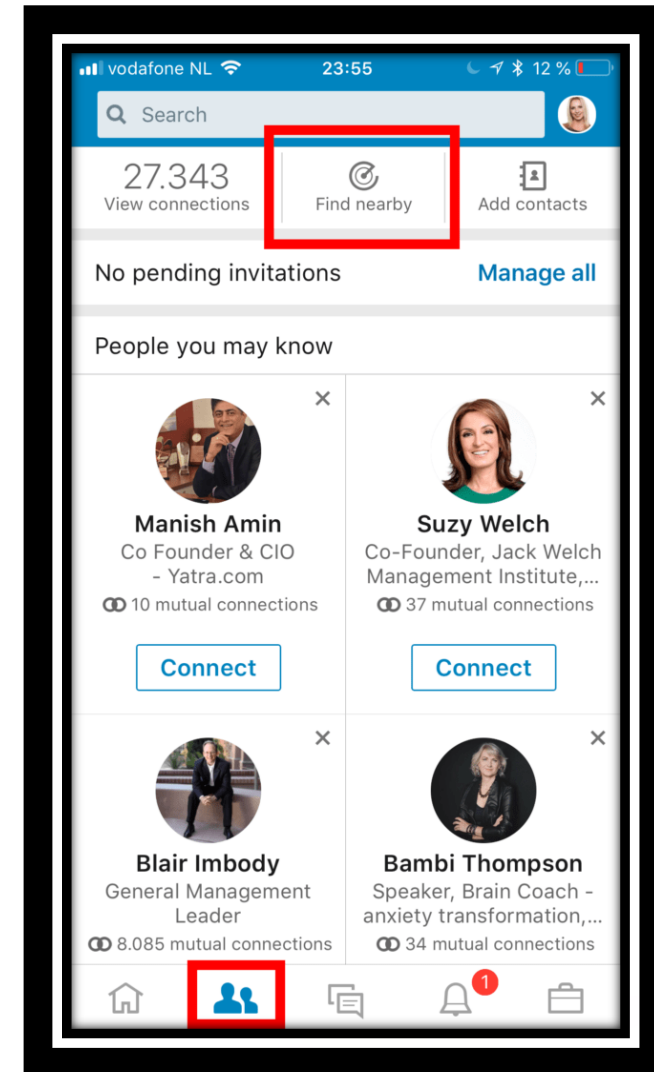 vodafone NL 23:55 12 %
Search
27.343
View connections
Find nearby
Add contacts
No pending invitations Manage all
People you may know
Manish Amin
Co Founder & CIO
- Yatra.com
10 mutual connections
Connect
Suzy Welch
Co-Founder, Jack Welch
Management Institute,...
37 mutual connections
Connect
Blair Imbody
General Management
Leader
8.085 mutual connections
Bambi Thompson
Speaker, Brain Coach -
anxiety transformation,...
34 mutual connections
1